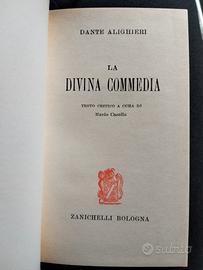 DANTE ALIGHIERI
LA
DIVINA COMMEDIA
TESTO CRITICO A CURA DI
Mario Casella
ZANICHELLI BOLOGNA
subito